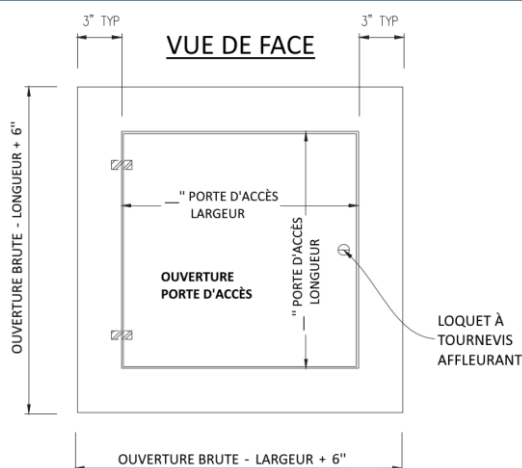 3" TYP
3" TYP
VUE DE FACE
OUVERTURE BRUTE - LONGUEUR + 6"
__" PORTE D'ACCÈS
LARGEUR
__" PORTE D'ACCÈS
LONGUEUR
OUVERTURE
PORTE D'ACCÈS
LOQUET À
TOURNEVIS
AFFLEURANT
OUVERTURE BRUTE - LARGEUR + 6"